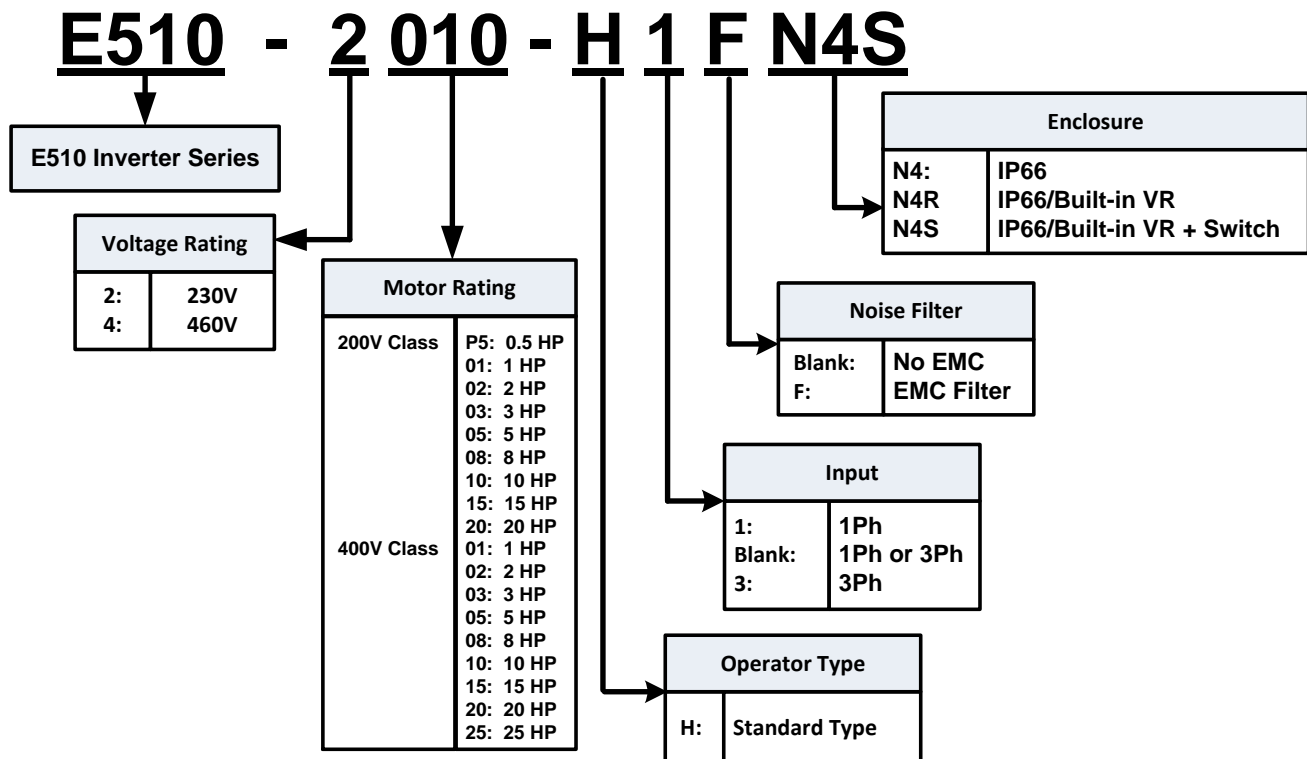 E510 - 2 010 - H 1 F N4S
E510 Inverter Series
Voltage Rating
2: 230V
4: 460V
Motor Rating
200V Class P5: 0.5 HP
01: 1 HP
02: 2 HP
03: 3 HP
05: 5 HP
08: 8 HP
10: 10 HP
15: 15 HP
20: 20 HP
400V Class 01: 1 HP
02: 2 HP
03: 3 HP
05: 5 HP
08: 8 HP
10: 10 HP
15: 15 HP
20: 20 HP
25: 25 HP
Enclosure
N4: IP66
N4R IP66/Built-in VR
N4S IP66/Built-in VR + Switch
Noise Filter
Blank: No EMC
F: EMC Filter
Input
1: 1Ph
Blank: 1Ph or 3Ph
3: 3Ph
Operator Type
H: Standard Type